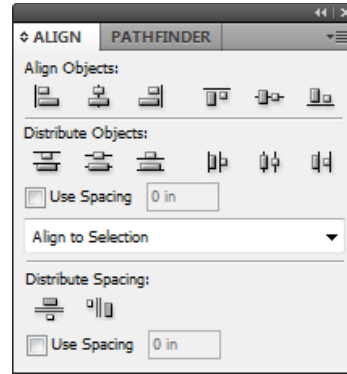 ALIGN PATHFINDER
Align Objects:
Distribute Objects:
Use Spacing 0 in
Align to Selection
Distribute Spacing:
Use Spacing 0 in